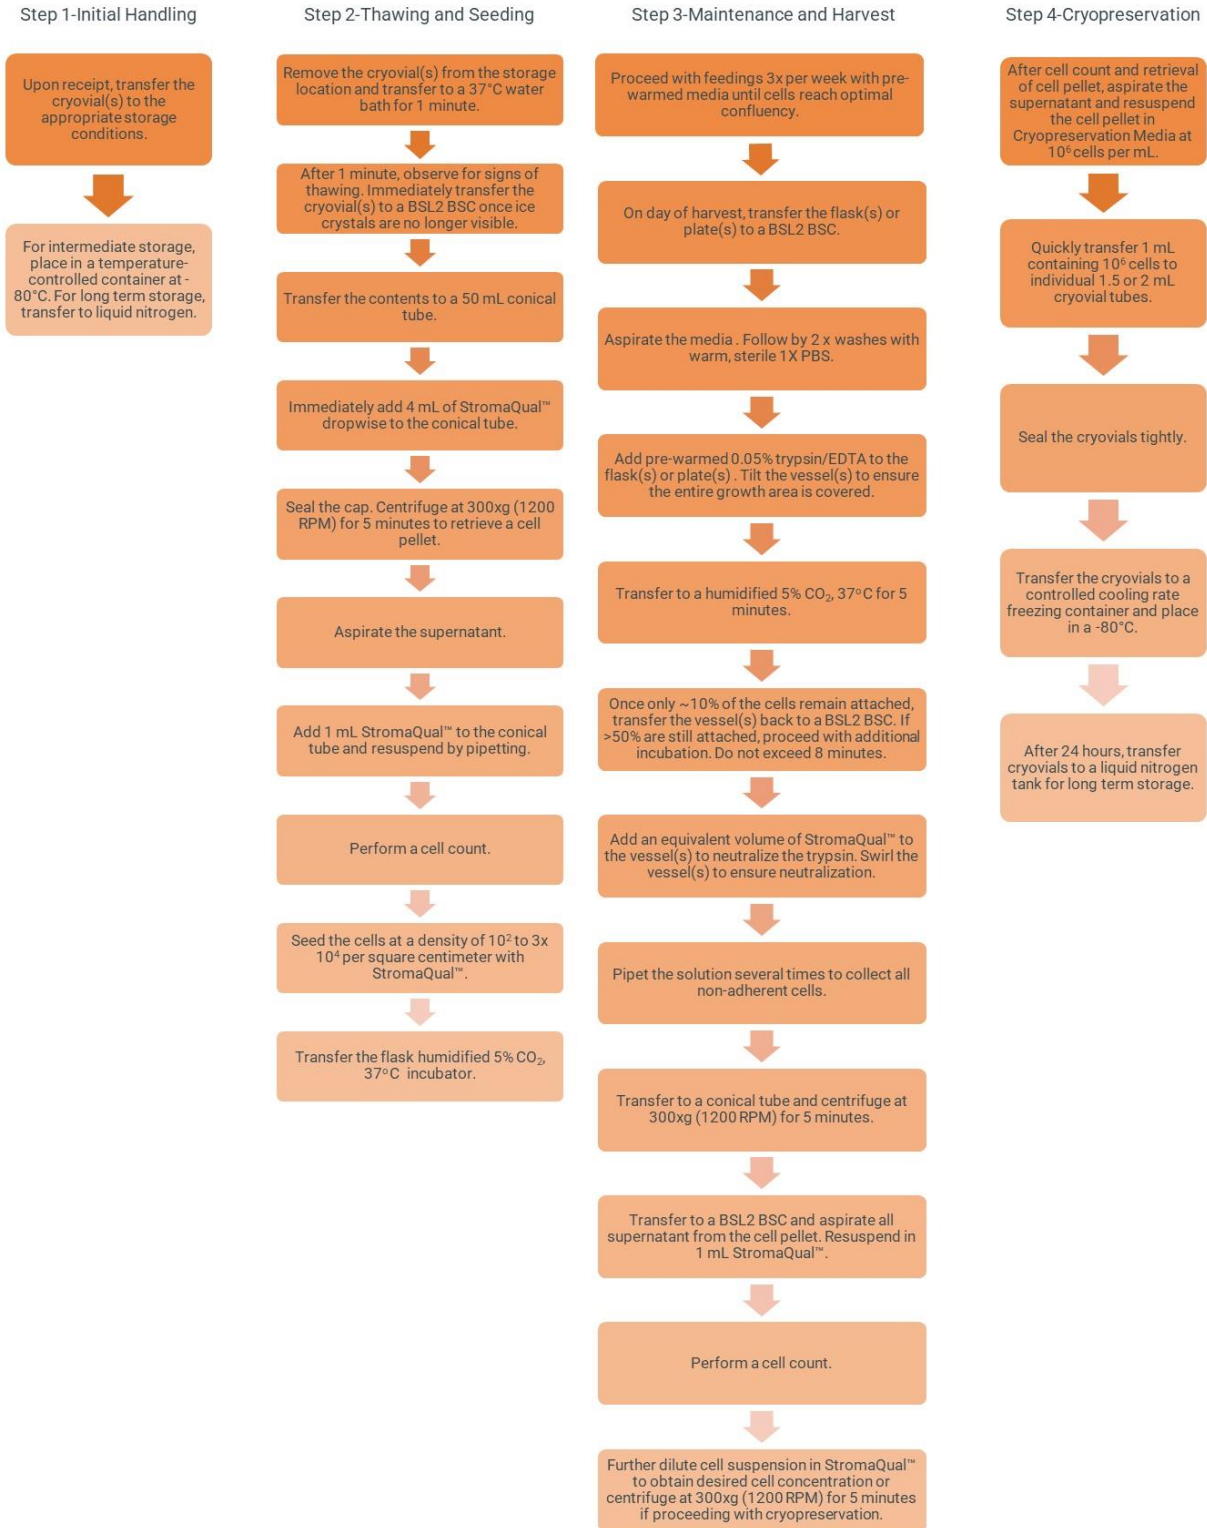 Step 1-Initial Handling
Upon receipt, transfer the
cryovial(s) to the
appropriate storage
conditions.
For intermediate storage,
place in a temperature-
controlled container at -
80°C. For long term storage,
transfer to liquid nitrogen.
Step 2-Thawing and Seeding
Remove the cryovial(s) from the storage
location and transfer to a 37°C water
bath for 1 minute.
After 1 minute, observe for signs of
thawing. Immediately transfer the
cryovial(s) to a BSL2 BSC once ice
crystals are no longer visible.
Transfer the contents to a 50 mL conical
tube.
Immediately add 4 mL of StromaQual™
dropwise to the conical tube.
Seal the cap. Centrifuge at 300xg (1200
RPM) for 5 minutes to retrieve a cell
pellet.
Aspirate the supernatant.
Add 1 mL StromaQual™ to the conical
tube and resuspend by pipetting.
Perform a cell count.
Seed the cells at a density of 10² to 3x
10⁴ per square centimeter with
StromaQual™.
Transfer the flask humidified 5% CO₂,
37°C incubator.
Step 3-Maintenance and Harvest
Proceed with feedings 3x per week with pre-
warmed media until cells reach optimal
confluency.
On day of harvest, transfer the flask(s) or
plate(s) to a BSL2 BSC.
Aspirate the media . Follow by 2 x washes with
warm, sterile 1X PBS.
Add pre-warmed 0.05% trypsin/EDTA to the
flask(s) or plate(s) . Tilt the vessel(s) to ensure
the entire growth area is covered.
Transfer to a humidified 5% CO₂, 37°C for 5
minutes.
Once only ~10% of the cells remain attached,
transfer the vessel(s) back to a BSL2 BSC. If
>50% are still attached, proceed with additional
incubation. Do not exceed 8 minutes.
Add an equivalent volume of StromaQual™ to
the vessel(s) to neutralize the trypsin. Swirl the
vessel(s) to ensure neutralization.
Pipet the solution several times to collect all
non-adherent cells.
Transfer to a conical tube and centrifuge at
300xg (1200 RPM) for 5 minutes.
Transfer to a BSL2 BSC and aspirate all
supernatant from the cell pellet. Resuspend in
1 mL StromaQual™.
Perform a cell count.
Further dilute cell suspension in StromaQual™
to obtain desired cell concentration or
centrifuge at 300xg (1200 RPM) for 5 minutes
if proceeding with cryopreservation.
Step 4-Cryopreservation
After cell count and retrieval
of cell pellet, aspirate the
supernatant and resuspend
the cell pellet in
Cryopreservation Media at
10⁶ cells per mL.
Quickly transfer 1 mL
containing 10⁶ cells to
individual 1.5 or 2 mL
cryovial tubes.
Seal the cryovials tightly.
Transfer the cryovials to a
controlled cooling rate
freezing container and place
in a -80°C.
After 24 hours, transfer
cryovials to a liquid nitrogen
tank for long term storage.